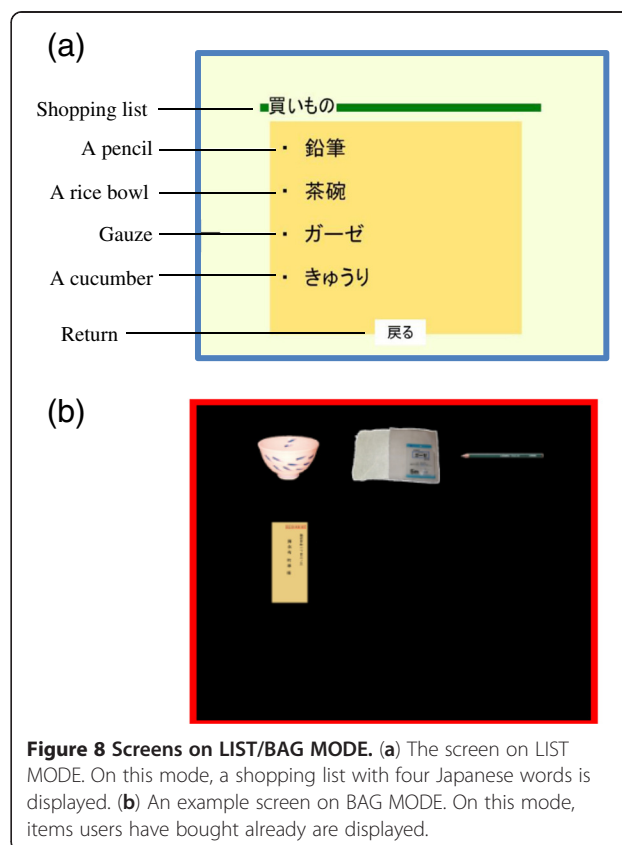 (a)
Shopping list
買いもの
A pencil
・ 鉛筆
A rice bowl
・ 茶碗
Gauze
・ ガーゼ
A cucumber
・ きゅうり
Return
戻る
(b)
ガーゼ
Figure 8 Screens on LIST/BAG MODE. (a) The screen on LIST
MODE. On this mode, a shopping list with four Japanese words is
displayed. (b) An example screen on BAG MODE. On this mode,
items users have bought already are displayed.